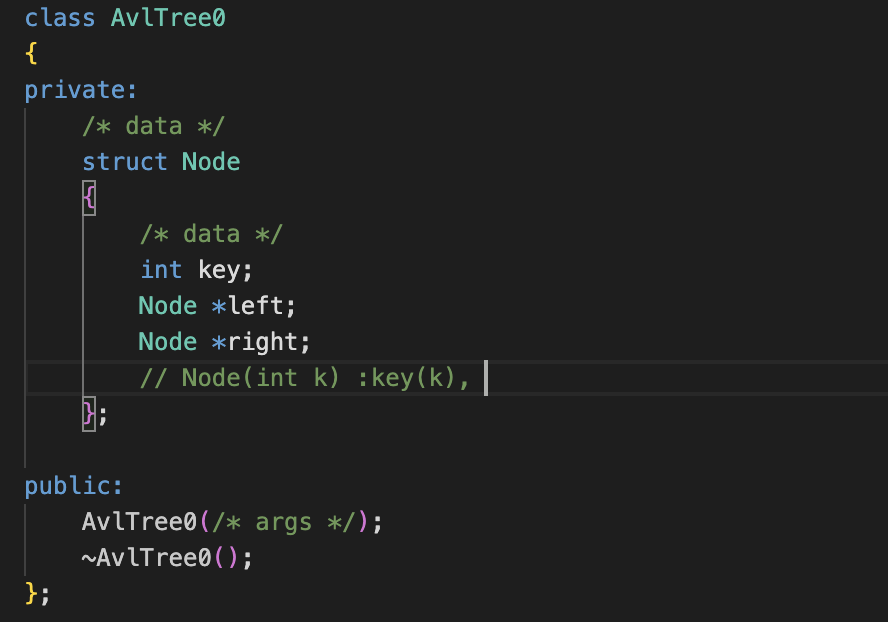 class AvlTree0
{
private:
    /* data */
    struct Node
    {
        /* data */
        int key;
        Node *left;
        Node *right;
        // Node(int k) :key(k), 
    };

public:
    AvlTree0(/* args */);
    ~AvlTree0();
};